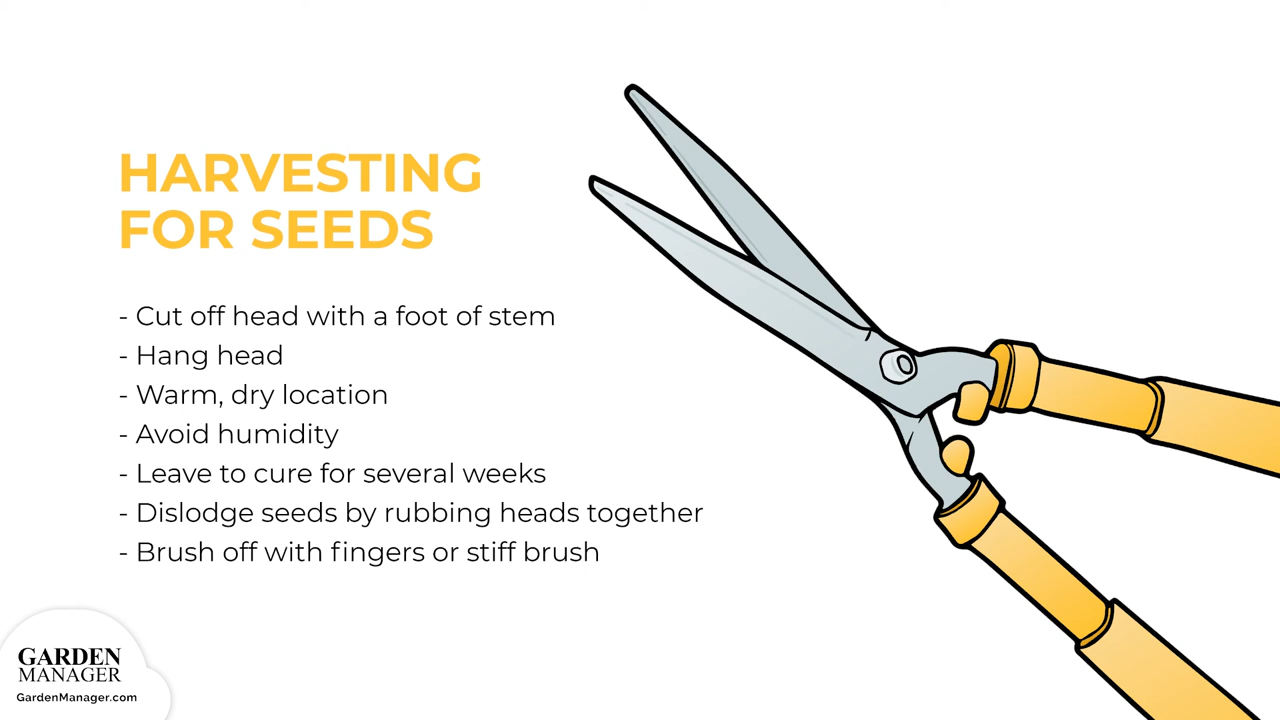 HARVESTING
FOR SEEDS
- Cut off head with a foot of stem
- Hang head
- Warm, dry location
- Avoid humidity
- Leave to cure for several weeks
- Dislodge seeds by rubbing heads together
- Brush off with fingers or stiff brush
GARDEN
MANAGER
GardenManager.com